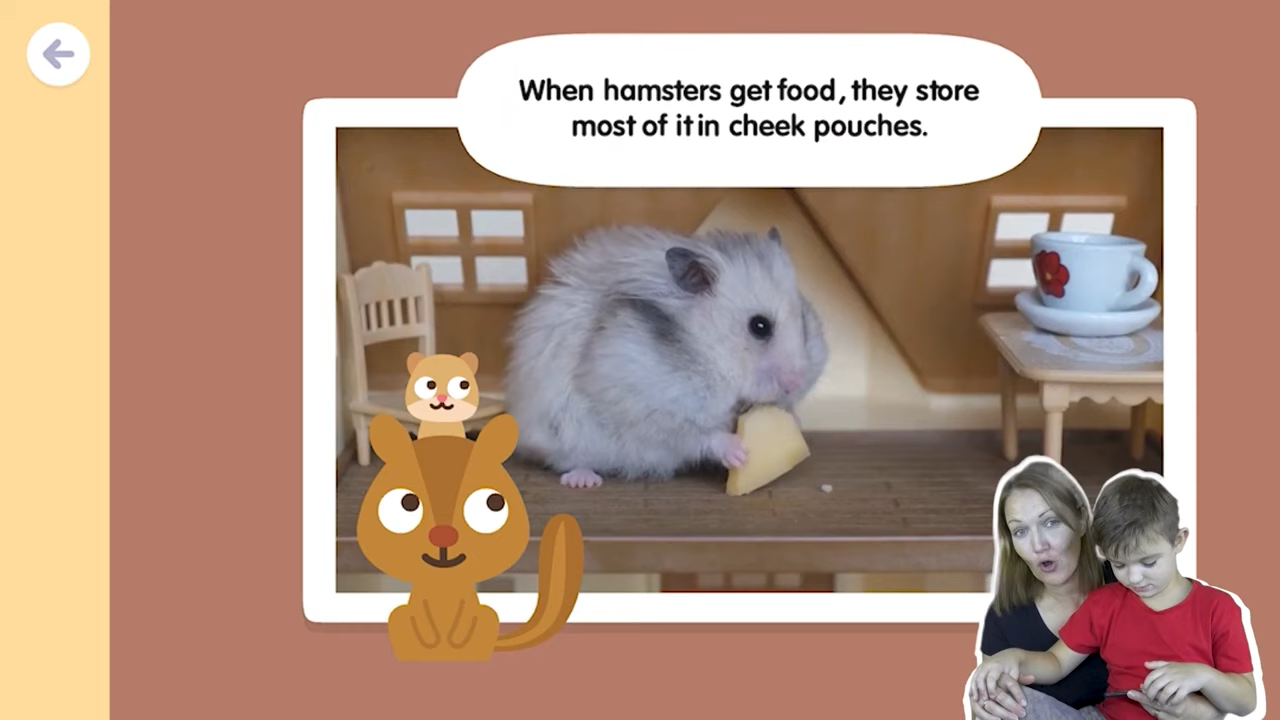 When hamsters get food, they store
most of it in cheek pouches.